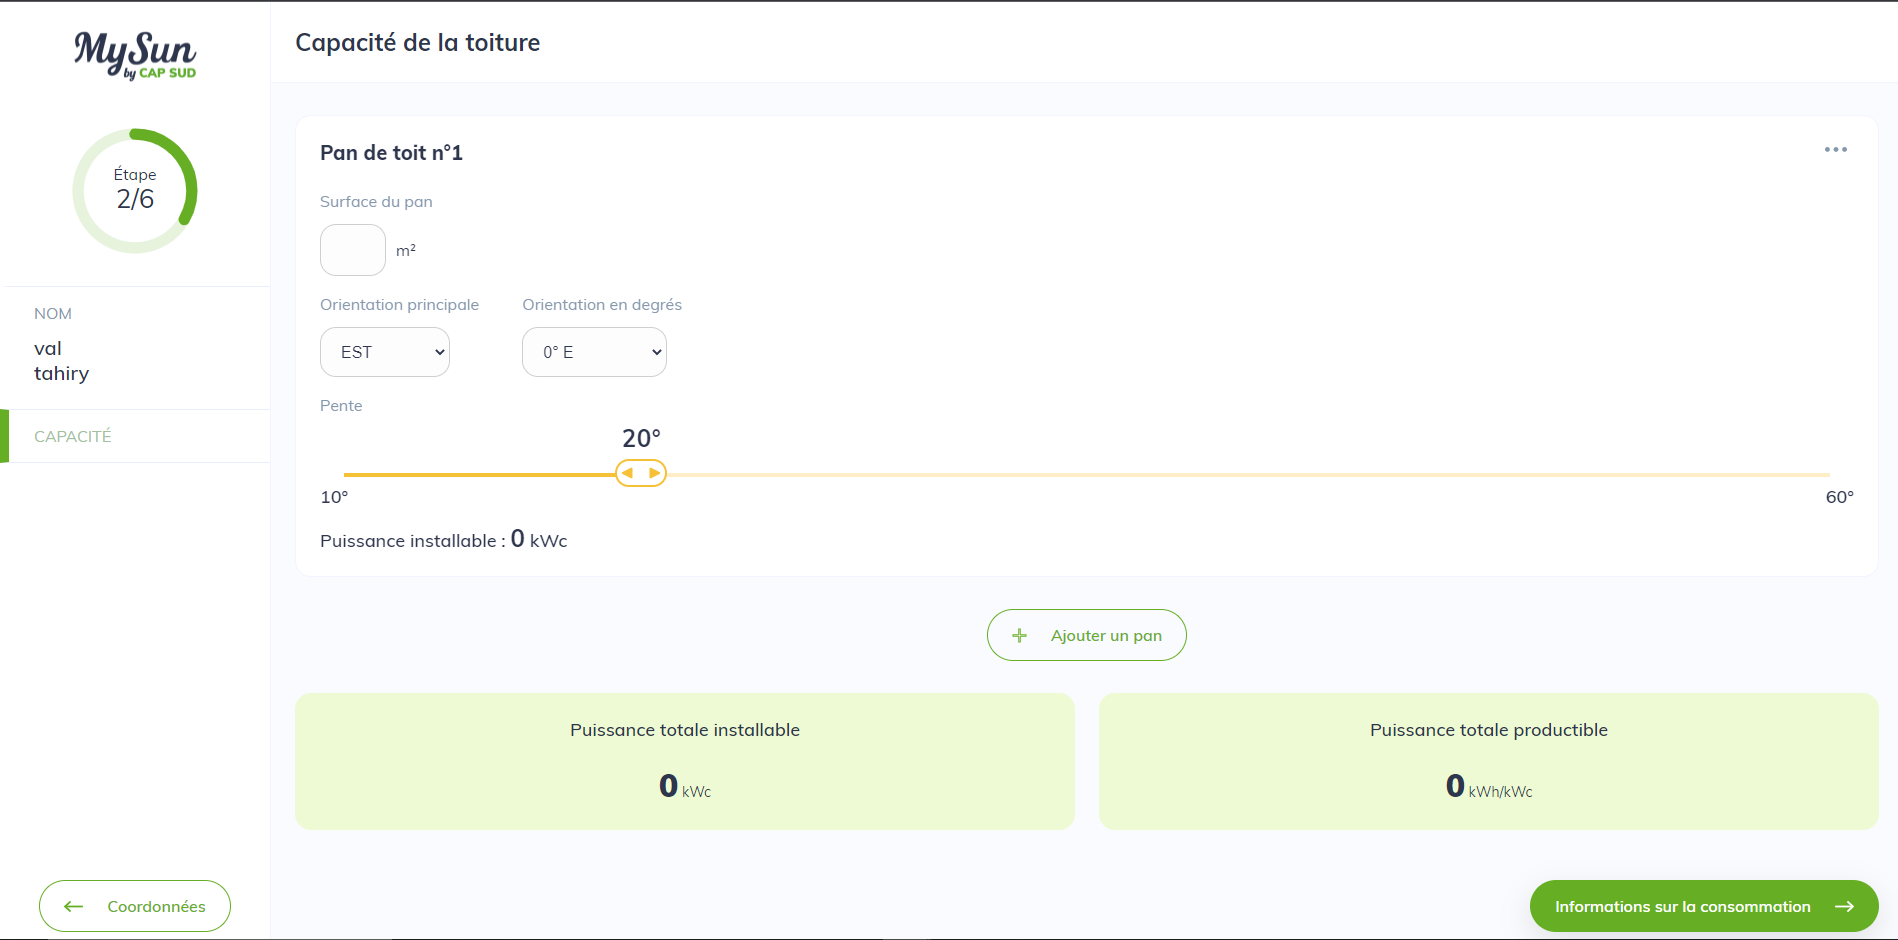 MySun
by CAP SUD
Capacité de la toiture
Étape
2/6
NOM
val
tahiry
CAPACITÉ
Pan de toit n°1
Surface du pan
m²
Orientation principale
Orientation en degrés
EST
0° E
Pente
20°
10°
60°
Puissance installable : 0 kWc
Ajouter un pan
Puissance totale installable
0 kWc
Puissance totale productible
0 kWh/kWc
Coordonnées
Informations sur la consommation